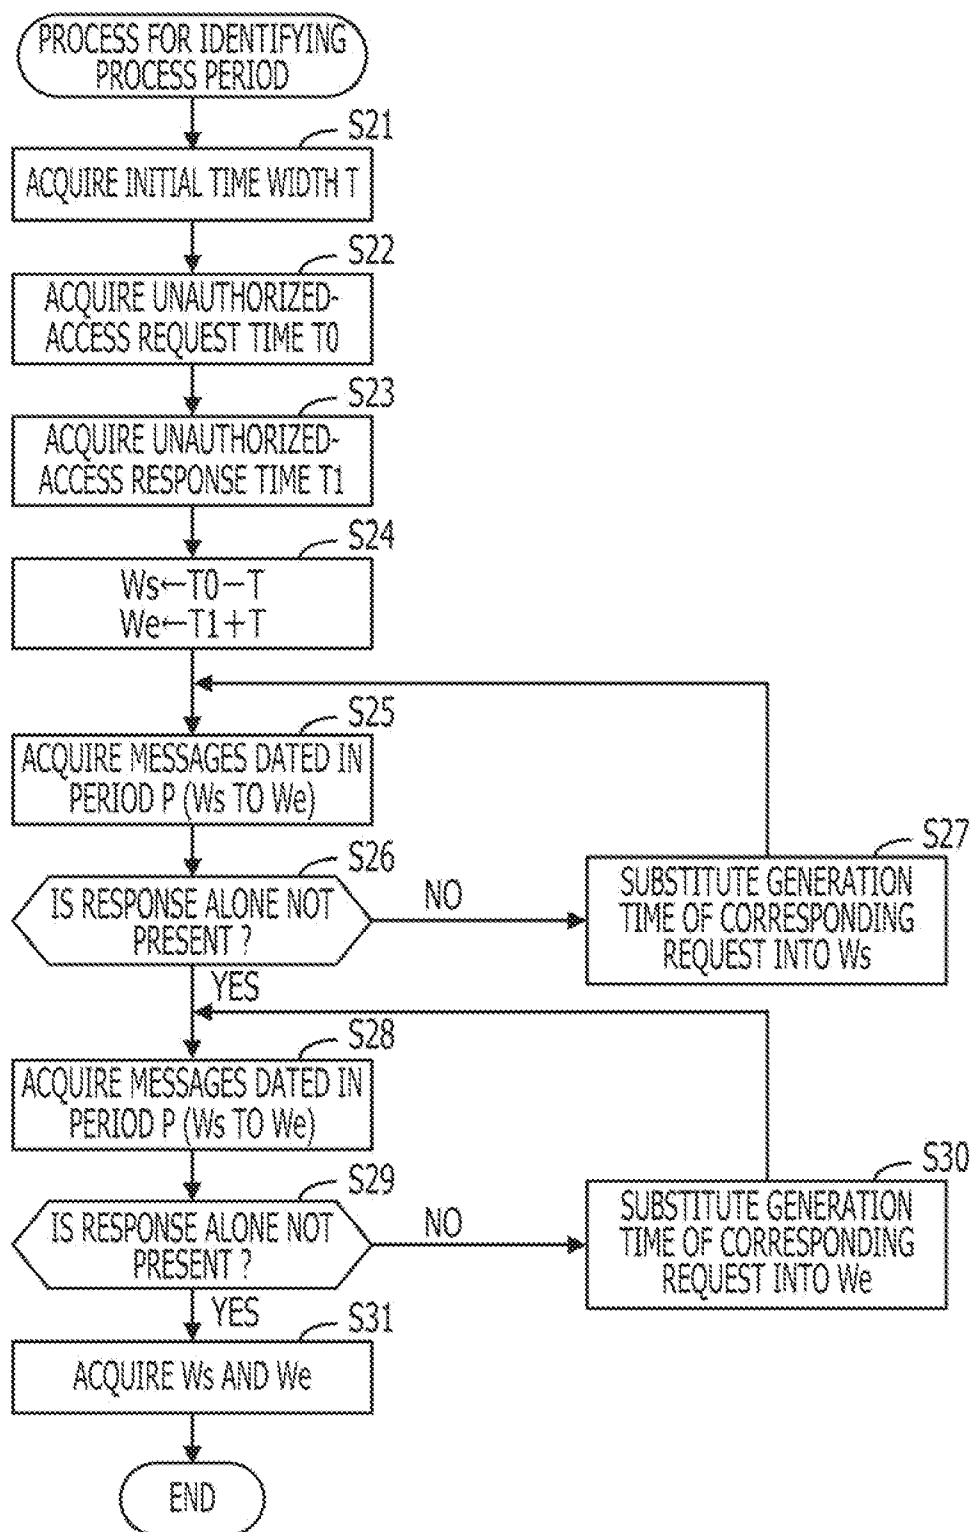 PROCESS FOR IDENTIFYING
PROCESS PERIOD
S21
ACQUIRE INITIAL TIME WIDTH T
S22
ACQUIRE UNAUTHORIZED-
ACCESS REQUEST TIME T0
S23
ACQUIRE UNAUTHORIZED-
ACCESS RESPONSE TIME T1
S24
Ws←T0−T
We←T1+T
S25
ACQUIRE MESSAGES DATED IN
PERIOD P (Ws TO We)
S26
IS RESPONSE ALONE NOT
PRESENT ?
NO
S27
SUBSTITUTE GENERATION
TIME OF CORRESPONDING
REQUEST INTO Ws
YES
S28
ACQUIRE MESSAGES DATED IN
PERIOD P (Ws TO We)
S29
IS RESPONSE ALONE NOT
PRESENT ?
NO
S30
SUBSTITUTE GENERATION
TIME OF CORRESPONDING
REQUEST INTO We
YES
S31
ACQUIRE Ws AND We
END